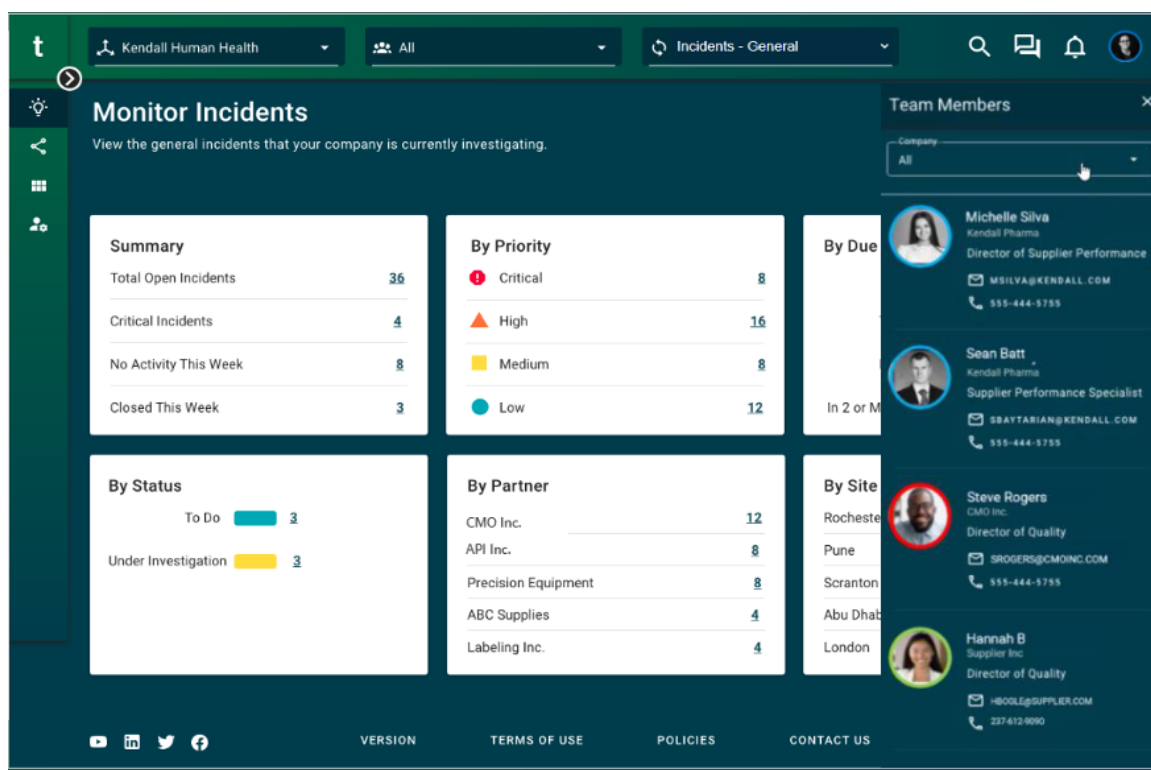 t
Kendall Human Health
All
Incidents - General
Monitor Incidents
View the general incidents that your company is currently investigating.
Summary
Total Open Incidents 36
Critical Incidents 4
No Activity This Week 8
Closed This Week 3
By Priority
Critical 8
High 16
Medium 8
Low 12
By Due
In 2 or M
By Status
To Do 3
Under Investigation 3
By Partner
CMO Inc. 12
API Inc. 8
Precision Equipment 8
ABC Supplies 4
Labeling Inc. 4
By Site
Rocheste
Pune
Scranton
Abu Dhab
London
Team Members
Company
All
Michelle Silva
Kendall Pharma
Director of Supplier Performance
MSILVA@KENDALL.COM
555-444-5755
Sean Batt
Kendall Pharma
Supplier Performance Specialist
SBAYTARIAN@KENDALL.COM
555-444-5755
Steve Rogers
CMO Inc.
Director of Quality
SROGERS@CMOINC.COM
555-444-5755
Hannah B
Supplier Inc
Director of Quality
HBOGLE@SUPPLIER.COM
237-612-9090
VERSION
TERMS OF USE
POLICIES
CONTACT US